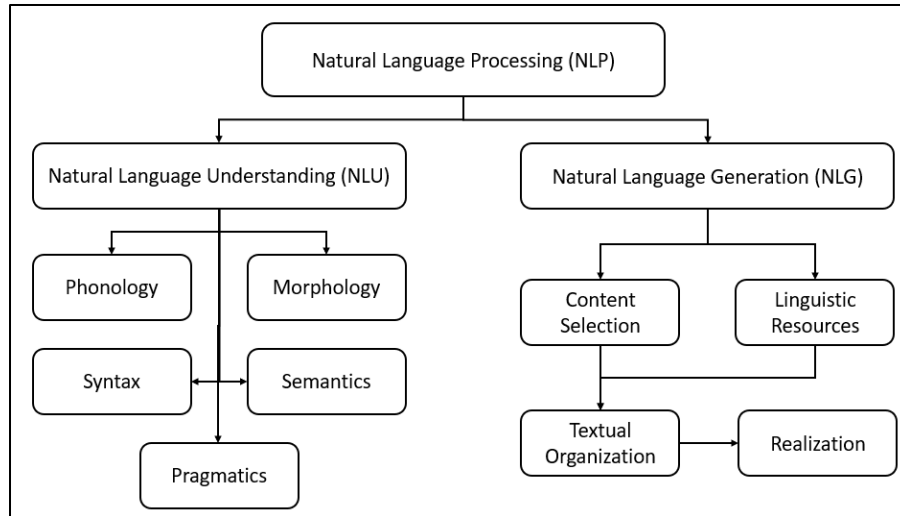 Natural Language Processing (NLP)
Natural Language Understanding (NLU)
Natural Language Generation (NLG)
Phonology
Morphology
Content
Selection
Linguistic
Resources
Syntax
Semantics
Textual
Organization
Realization
Pragmatics